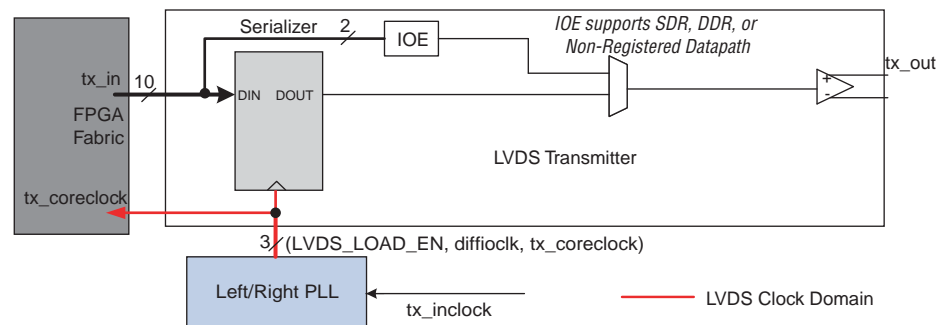 Serializer
2
IOE
IOE supports SDR, DDR, or
Non-Registered Datapath
tx_in
10
FPGA
Fabric
DIN DOUT
+
-
tx_out
LVDS Transmitter
tx_coreclock
3
(LVDS_LOAD_EN, diffioclk, tx_coreclock)
Left/Right PLL
tx_inclock
LVDS Clock Domain